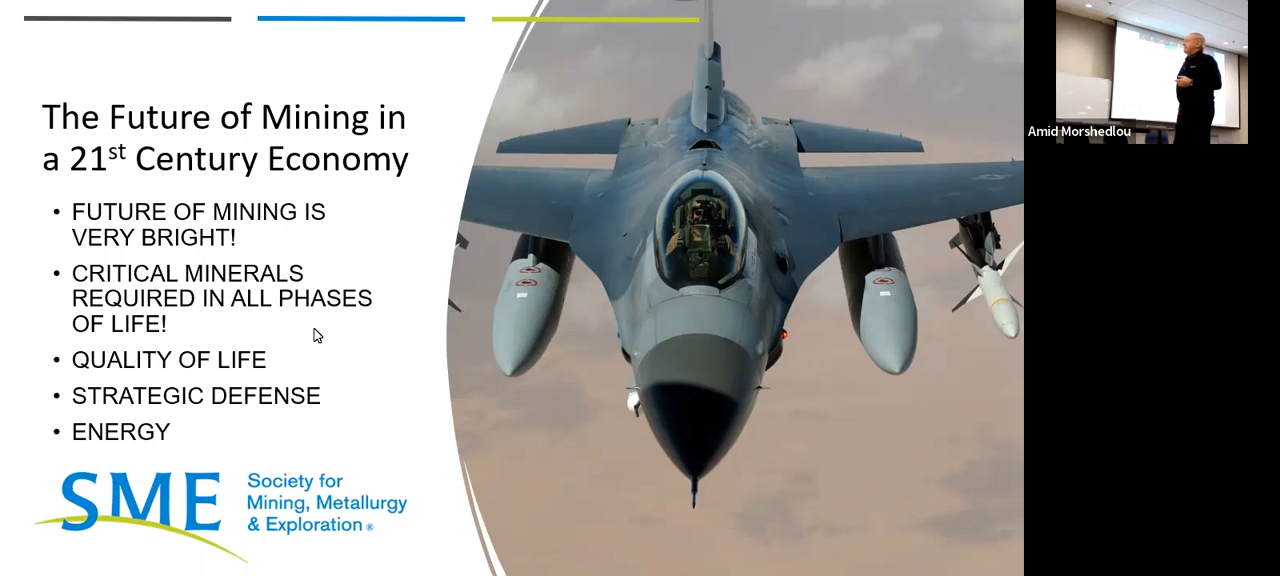 The Future of Mining in
a 21st Century Economy
• FUTURE OF MINING IS
VERY BRIGHT!
• CRITICAL MINERALS
REQUIRED IN ALL PHASES
OF LIFE!
• QUALITY OF LIFE
• STRATEGIC DEFENSE
• ENERGY
SME
Society for
Mining, Metallurgy
& Exploration®
Amid Morshedlou